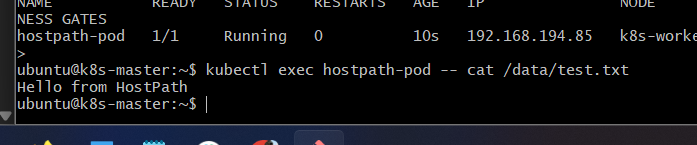 NAME READY STATUS RESTARTS AGE IP NODE
NESS GATES
hostpath-pod 1/1 Running 0 10s 192.168.194.85 k8s-worke
>
ubuntu@k8s-master:~$ kubectl exec hostpath-pod -- cat /data/test.txt
Hello from HostPath
ubuntu@k8s-master:~$